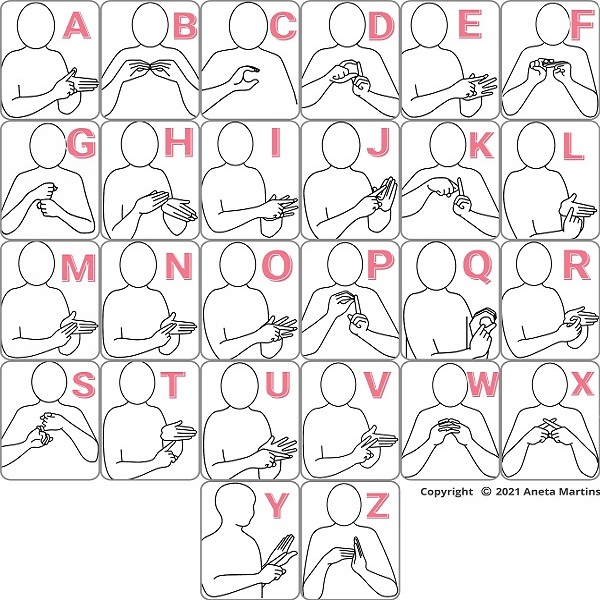 A B C D E F
G H I J K L
M N O P Q R
S T U V W X
Copyright © 2021 Aneta Martins
Y Z